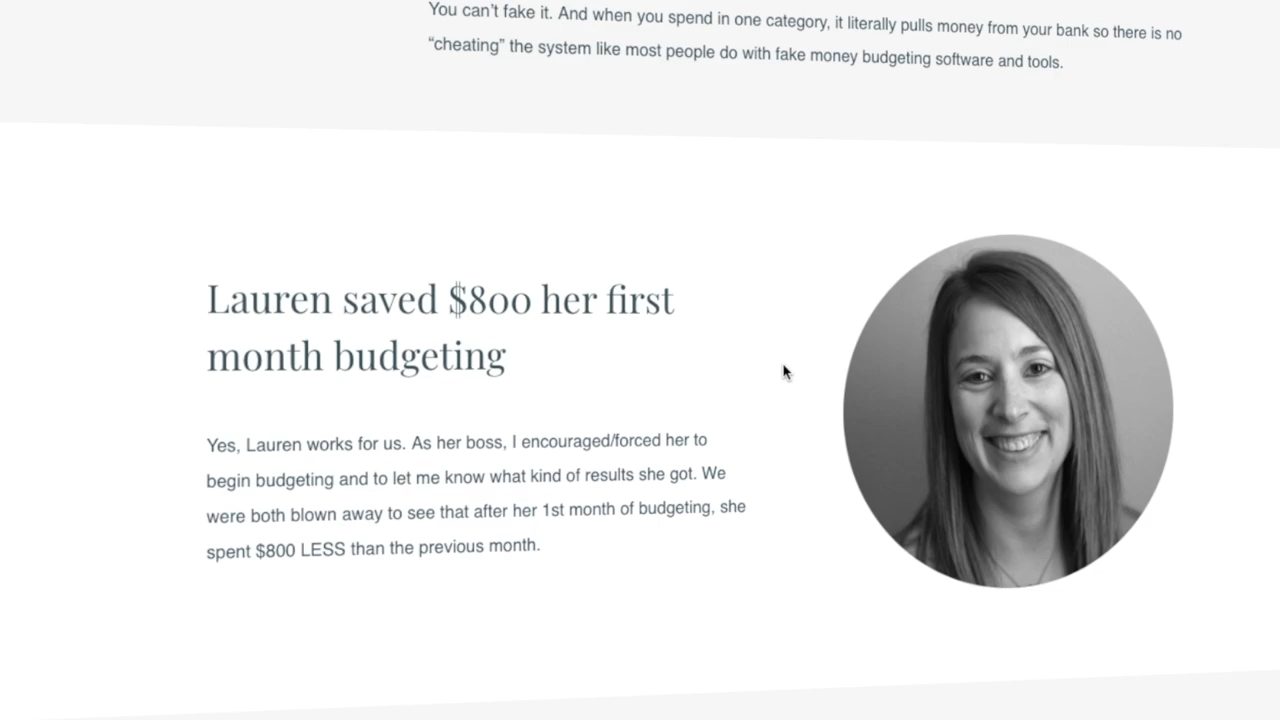 You can’t fake it. And when you spend in one category, it literally pulls money from your bank so there is no
“cheating” the system like most people do with fake money budgeting software and tools.
Lauren saved $800 her first
month budgeting
Yes, Lauren works for us. As her boss, I encouraged/forced her to
begin budgeting and to let me know what kind of results she got. We
were both blown away to see that after her 1st month of budgeting, she
spent $800 LESS than the previous month.